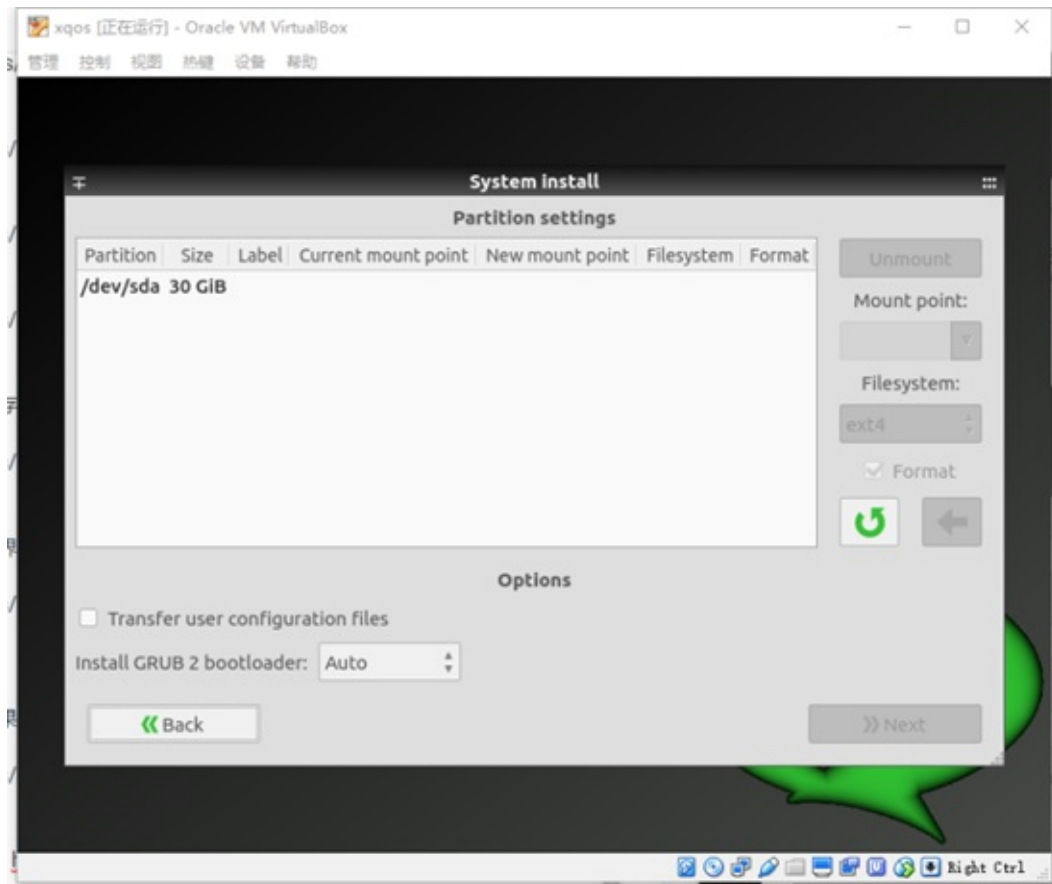 xqos [正在运行] - Oracle VM VirtualBox
管理 控制 视图 热键 设备 帮助
System install
Partition settings
Partition Size Label Current mount point New mount point Filesystem Format
/dev/sda 30 GiB
Unmount
Mount point:
Filesystem:
ext4
Format
Options
Transfer user configuration files
Install GRUB 2 bootloader: Auto
Back
Next
Right Ctrl